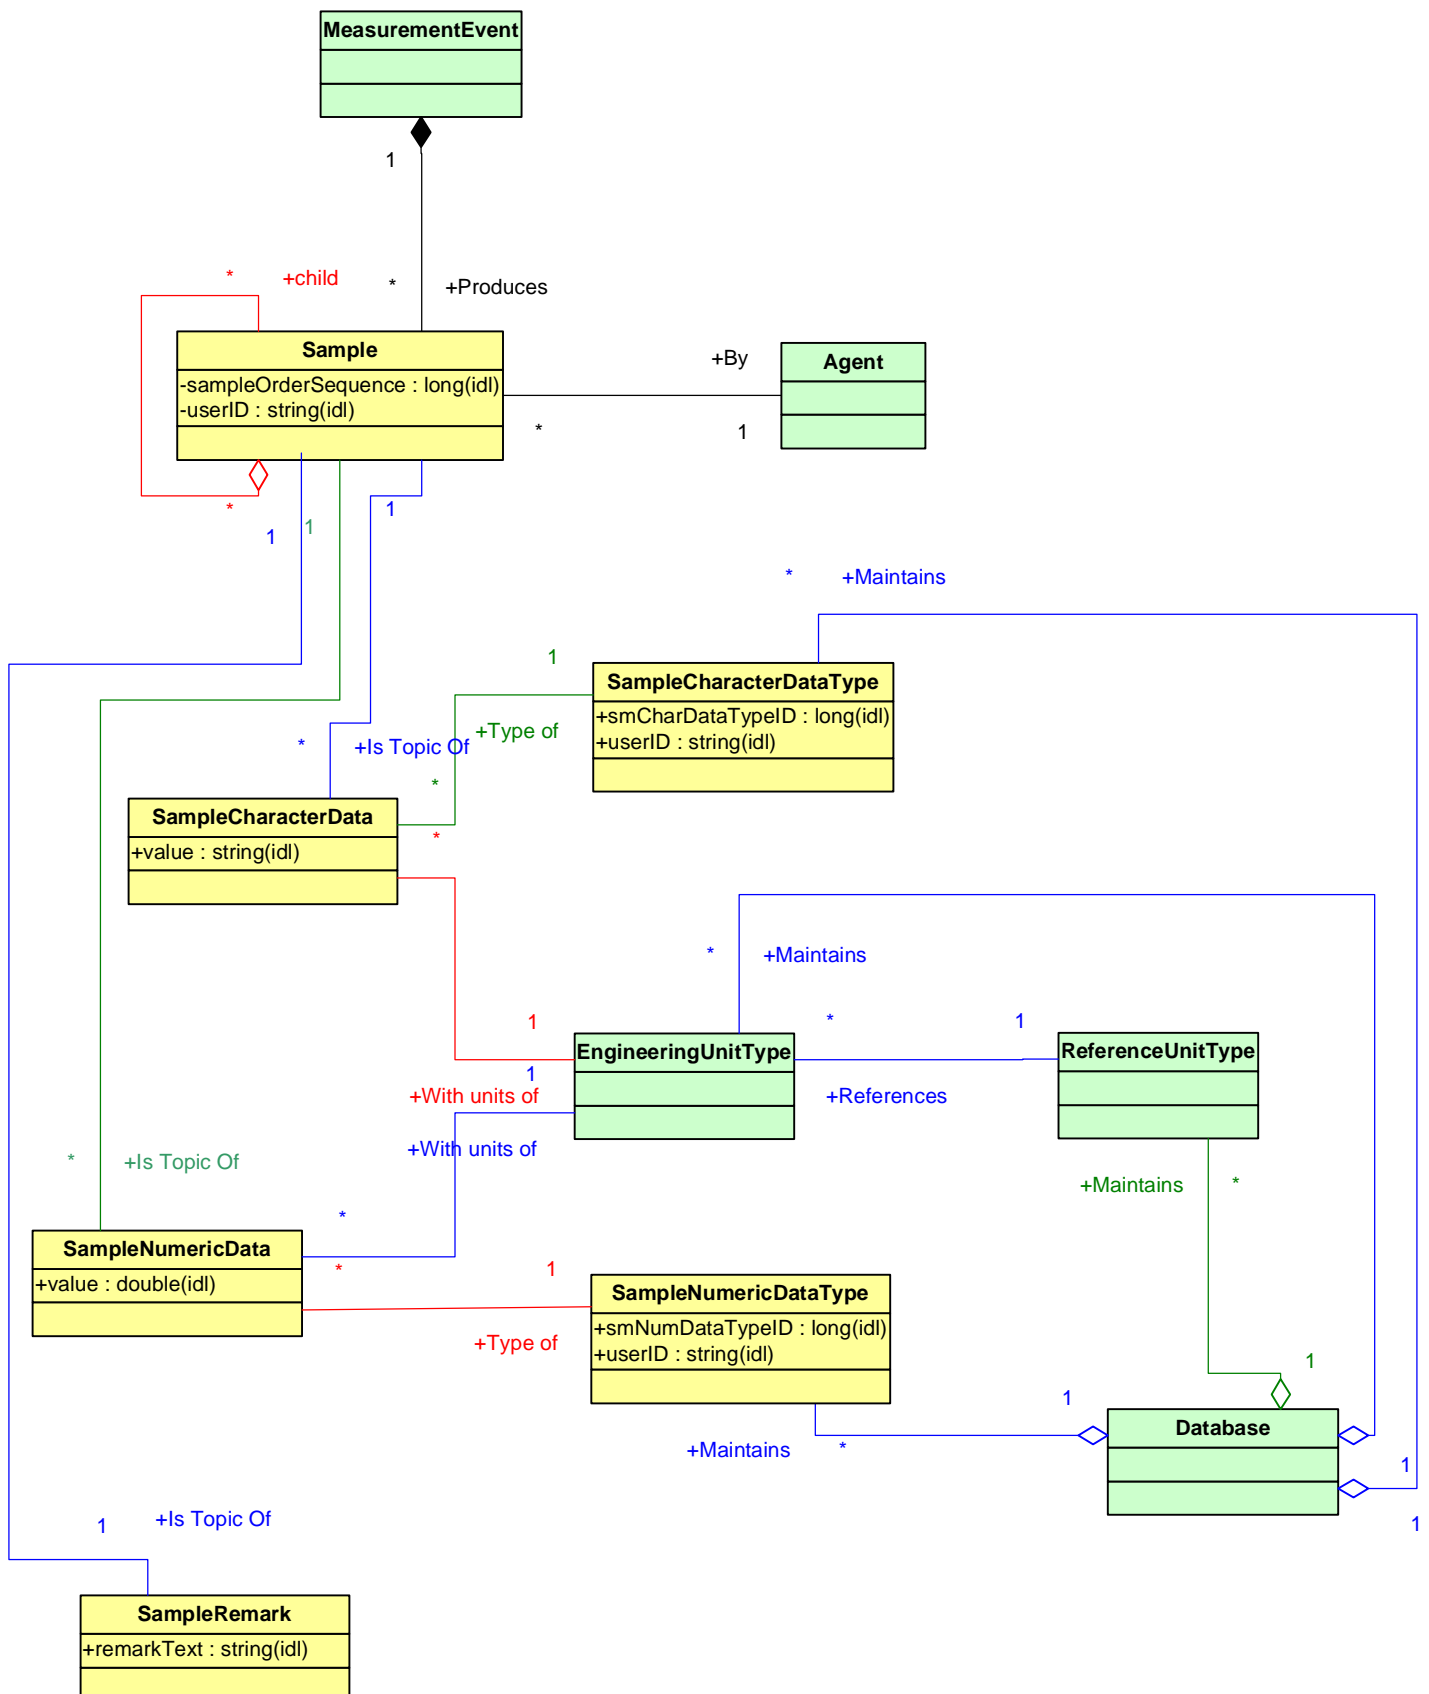 MeasurementEvent
1
* +child
* +Produces
Sample
-sampleOrderSequence : long(idl)
-userID : string(idl)
+By
Agent
* 1
*
1
1
1
* +Maintains
1
SampleCharacterDataType
+smCharDataTypeID : long(idl)
+userID : string(idl)
+Type of
* +Is Topic Of
*
SampleCharacterData
+value : string(idl)
*
* +Maintains
1
* 1
EngineeringUnitType
ReferenceUnitType
1
+With units of
+References
+With units of
* +Is Topic Of
+Maintains *
*
SampleNumericData
+value : double(idl)
* 1
SampleNumericDataType
+smNumDataTypeID : long(idl)
+userID : string(idl)
+Type of
1
1
Database
+Maintains *
1
1
1 +Is Topic Of
SampleRemark
+remarkText : string(idl)